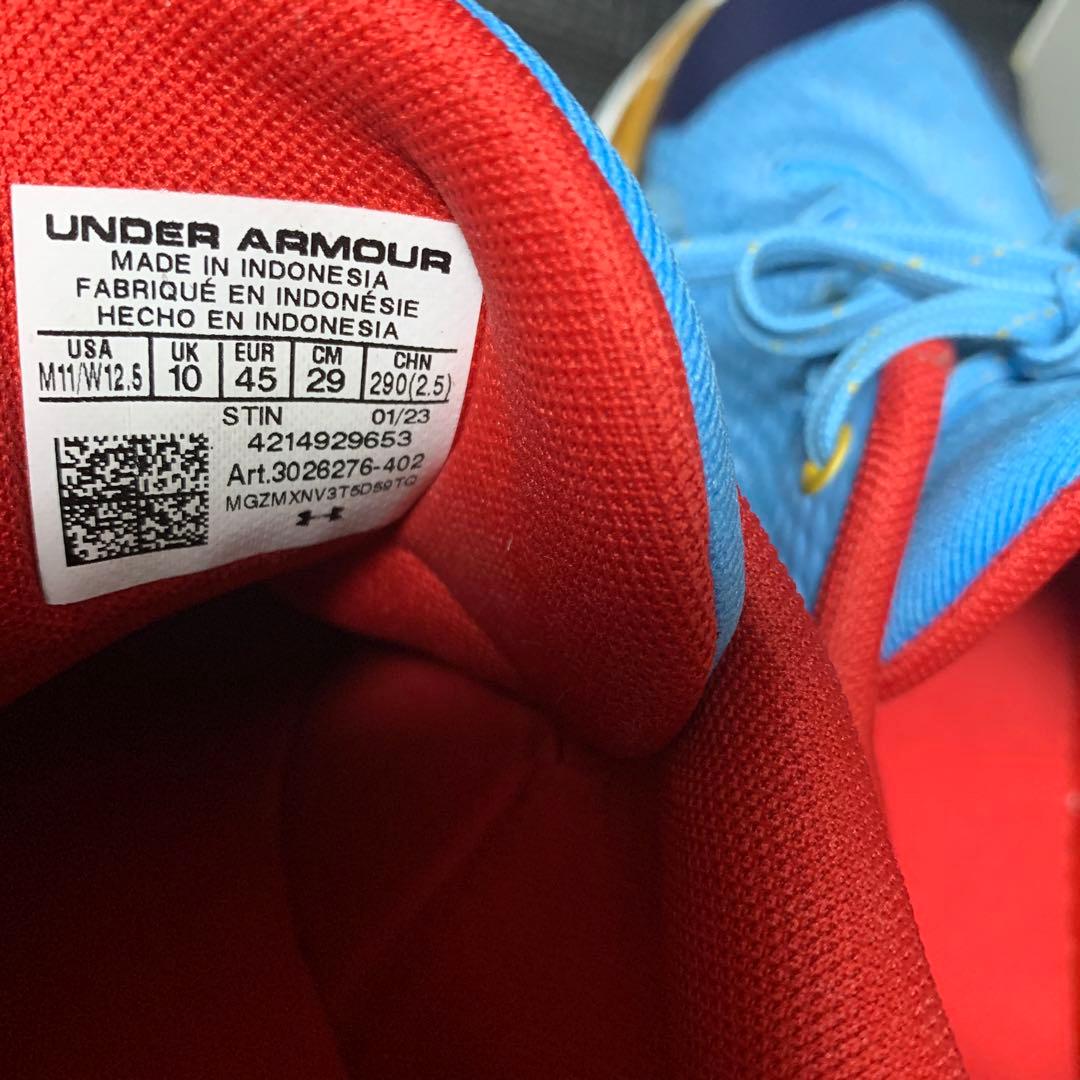 UNDER ARMOUR
MADE IN INDONESIA
FABRIQUÉ EN INDONÉSIE
HECHO EN INDONESIA
USA UK EUR CM CHN
M11/W12.5 10 45 29 290(2.5)
STIN 01/23
4214929653
Art.3026276-402